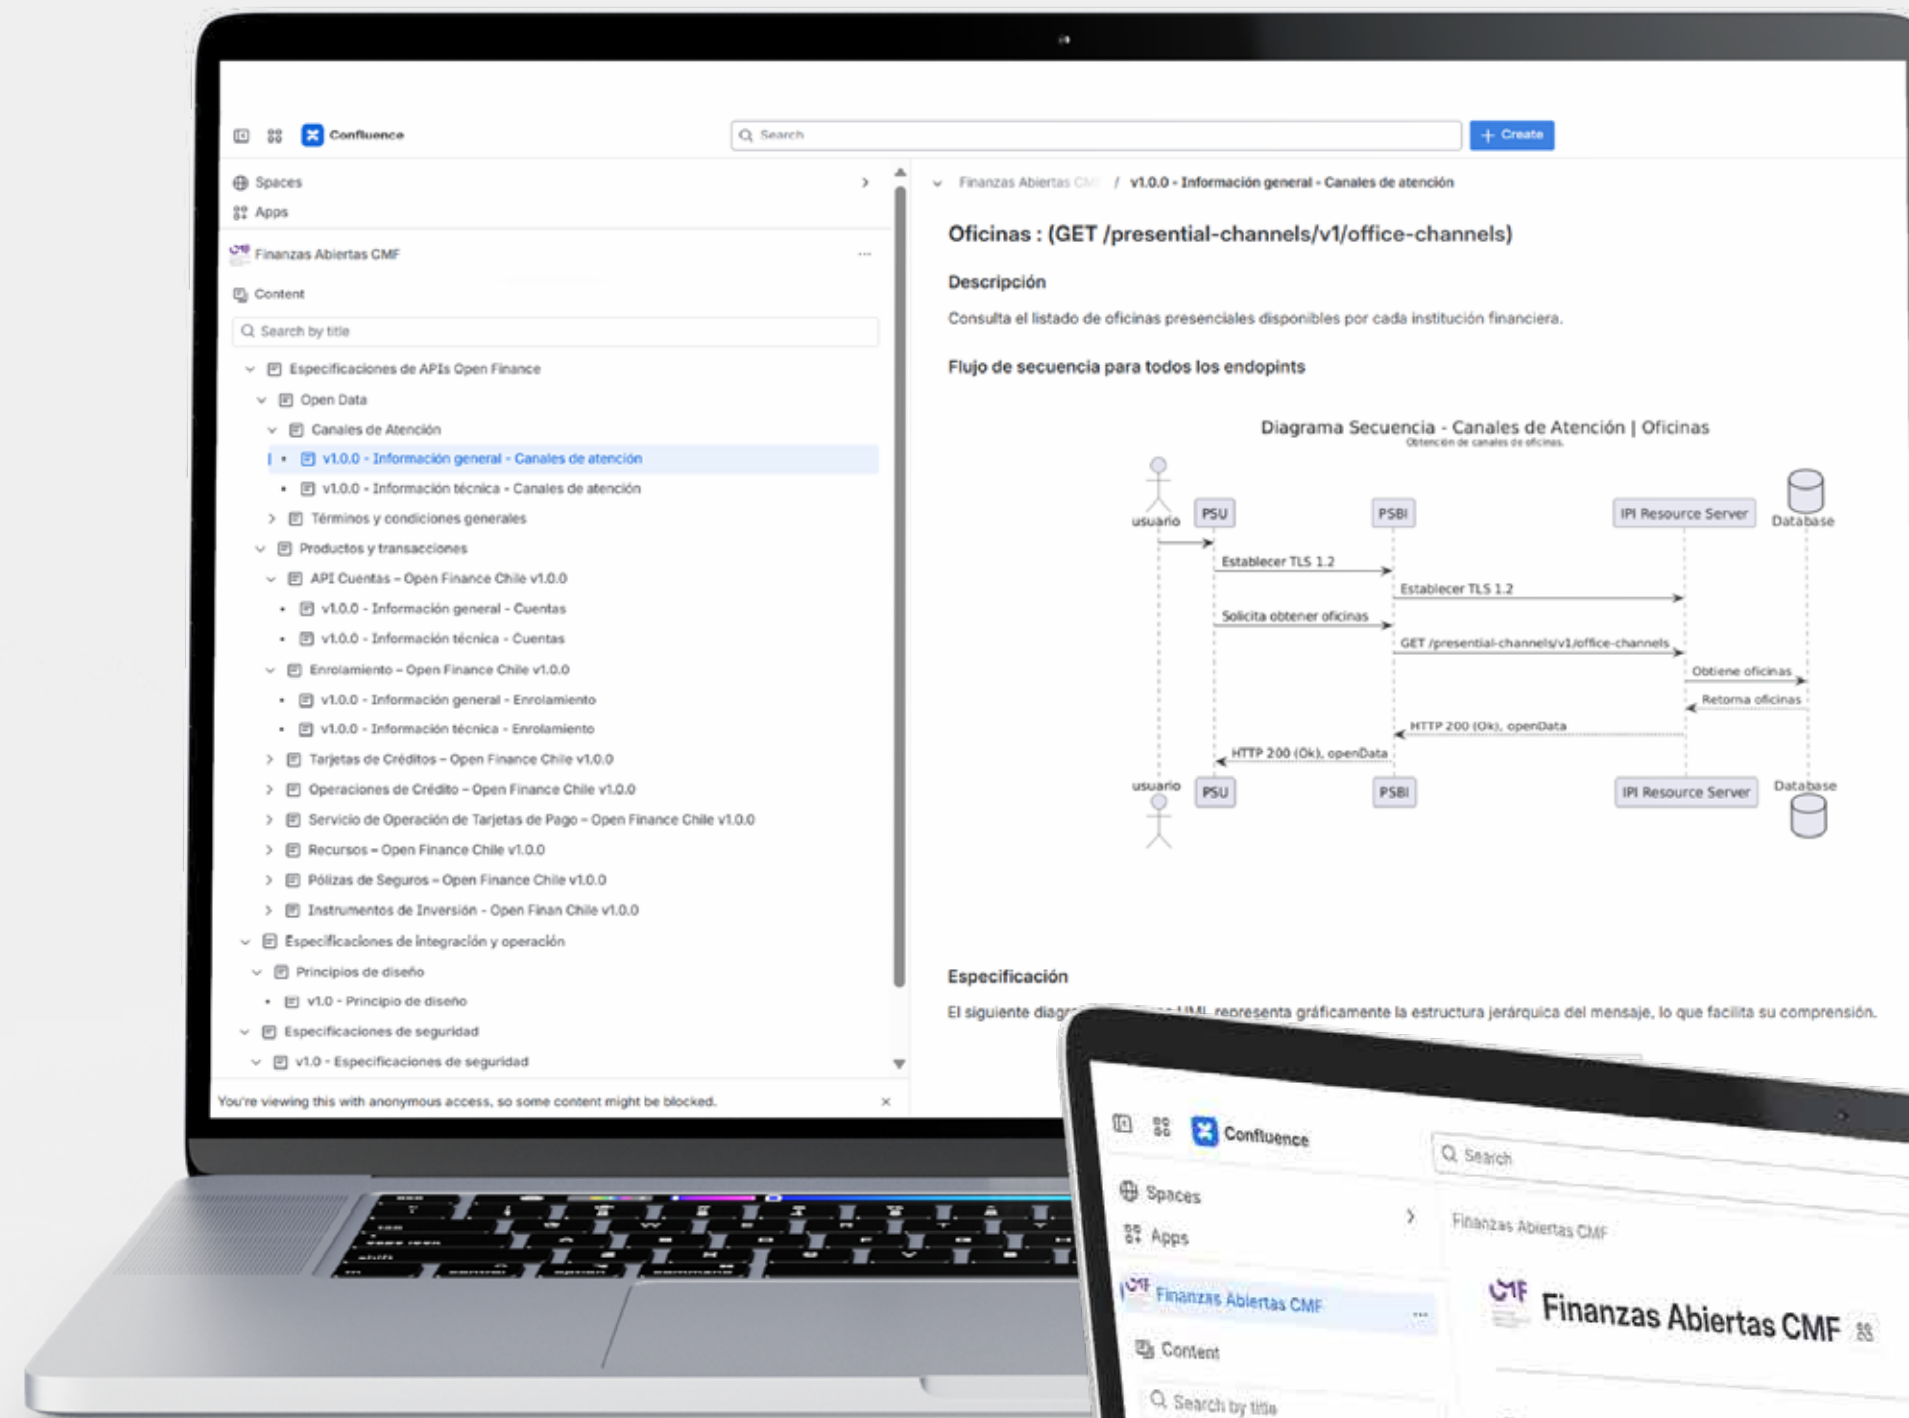 Confluence
Search
+ Create
Spaces
Apps
Finanzas Abiertas CMF
Content
Search by title
Especificaciones de APIs Open Finance
Open Data
Canales de Atención
v1.0.0 - Información general - Canales de atención
v1.0.0 - Información técnica - Canales de atención
Términos y condiciones generales
Productos y transacciones
API Cuentas – Open Finance Chile v1.0.0
v1.0.0 - Información general - Cuentas
v1.0.0 - Información técnica - Cuentas
Enrolamiento – Open Finance Chile v1.0.0
v1.0.0 - Información general - Enrolamiento
v1.0.0 - Información técnica - Enrolamiento
Tarjetas de Créditos – Open Finance Chile v1.0.0
Operaciones de Crédito – Open Finance Chile v1.0.0
Servicio de Operación de Tarjetas de Pago – Open Finance Chile v1.0.0
Recursos – Open Finance Chile v1.0.0
Pólizas de Seguros – Open Finance Chile v1.0.0
Instrumentos de Inversión - Open Finan Chile v1.0.0
Especificaciones de integración y operación
Principios de diseño
v1.0 - Principio de diseño
Especificaciones de seguridad
v1.0 - Especificaciones de seguridad
You're viewing this with anonymous access, so some content might be blocked.
Finanzas Abiertas CMF / v1.0.0 - Información general - Canales de atención
Oficinas : (GET /presential-channels/v1/office-channels)
Descripción
Consulta el listado de oficinas presenciales disponibles por cada institución financiera.
Flujo de secuencia para todos los endopints
Diagrama Secuencia - Canales de Atención | Oficinas
Obtención de canales de oficinas.
usuario PSU PSBI IPI Resource Server Database
Establecer TLS 1.2
Establecer TLS 1.2
Solicita obtener oficinas
GET /presential-channels/v1/office-channels
Obtiene oficinas
Retorna oficinas
HTTP 200 (Ok), openData
HTTP 200 (Ok), openData
usuario PSU PSBI IPI Resource Server Database
Especificación
El siguiente UML representa gráficamente la estructura jerárquica del mensaje, lo que facilita su comprensión.
Confluence
Search
Spaces
Apps
Finanzas Abiertas CMF
Content
Search by title
Finanzas Abiertas CMF
CMF
Finanzas Abiertas CMF